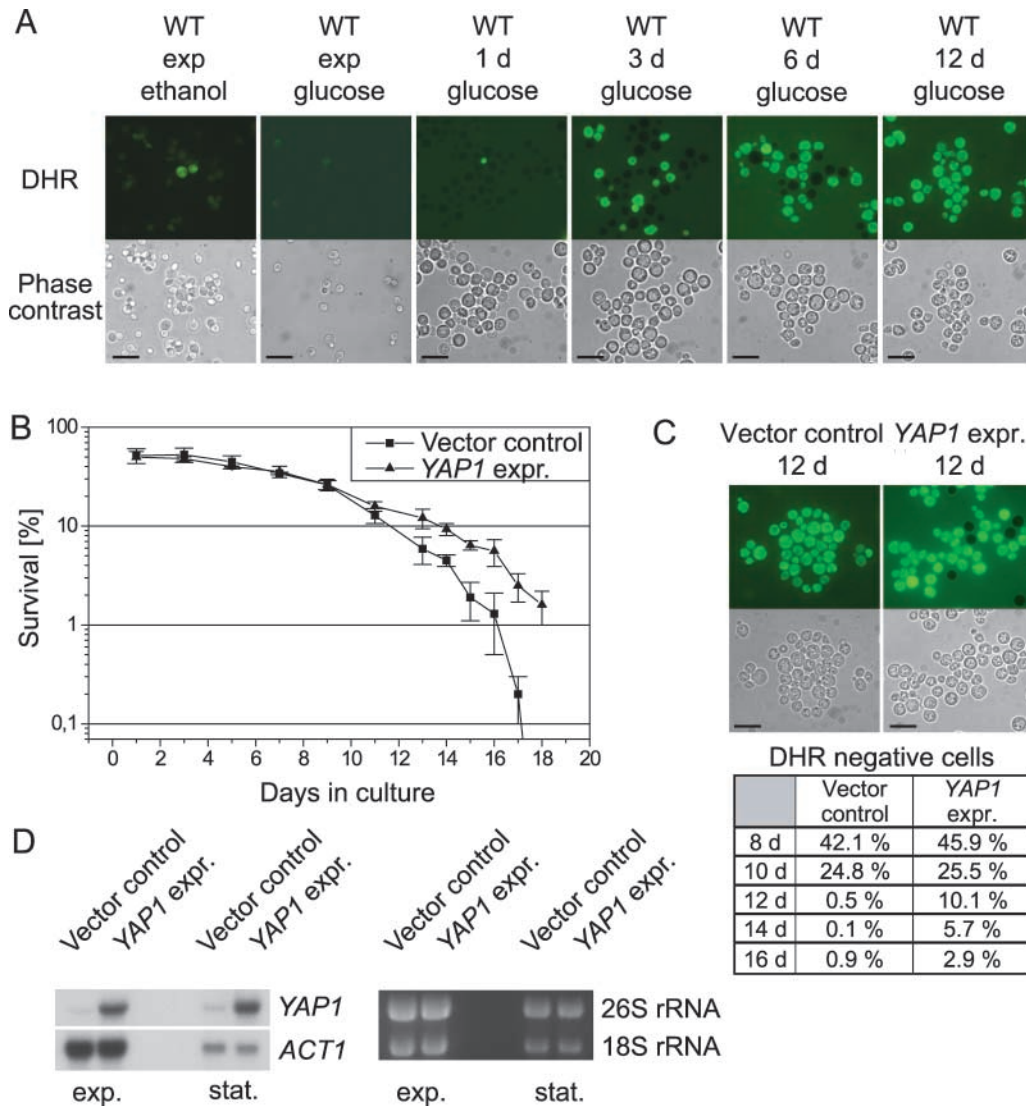 A
WT exp ethanol
WT exp glucose
WT 1 d glucose
WT 3 d glucose
WT 6 d glucose
WT 12 d glucose
DHR
Phase contrast
B
Survival [%]
100
10
1
0,1
Vector control
YAP1 expr.
0 2 4 6 8 10 12 14 16 18 20
Days in culture
C
Vector control 12 d
YAP1 expr. 12 d
DHR negative cells
Vector control YAP1 expr.
8 d 42.1 % 45.9 %
10 d 24.8 % 25.5 %
12 d 0.5 % 10.1 %
14 d 0.1 % 5.7 %
16 d 0.9 % 2.9 %
D
Vector control
YAP1 expr.
Vector control
YAP1 expr.
YAP1
ACT1
exp. stat.
Vector control
YAP1 expr.
Vector control
YAP1 expr.
26S rRNA
18S rRNA
exp. stat.